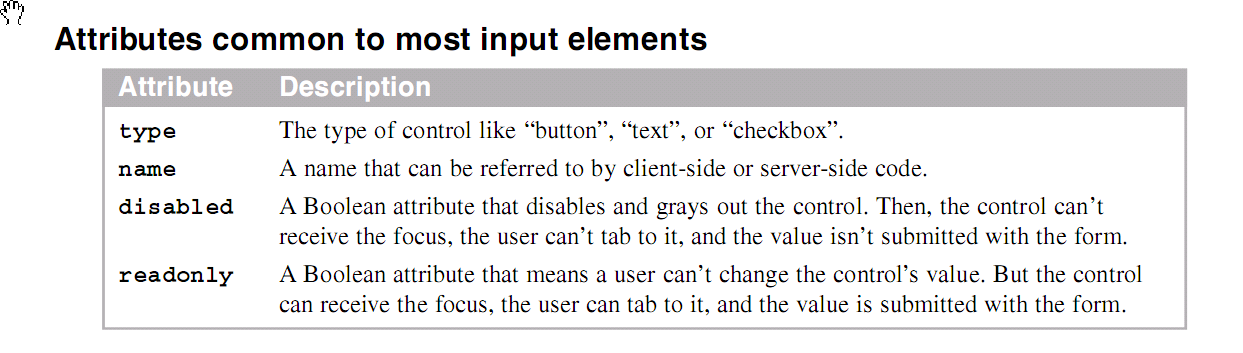 Attributes common to most input elements
Attribute Description
type The type of control like “button”, “text”, or “checkbox”.
name A name that can be referred to by client-side or server-side code.
disabled A Boolean attribute that disables and grays out the control. Then, the control can’t
receive the focus, the user can’t tab to it, and the value isn’t submitted with the form.
readonly A Boolean attribute that means a user can’t change the control’s value. But the control
can receive the focus, the user can tab to it, and the value is submitted with the form.